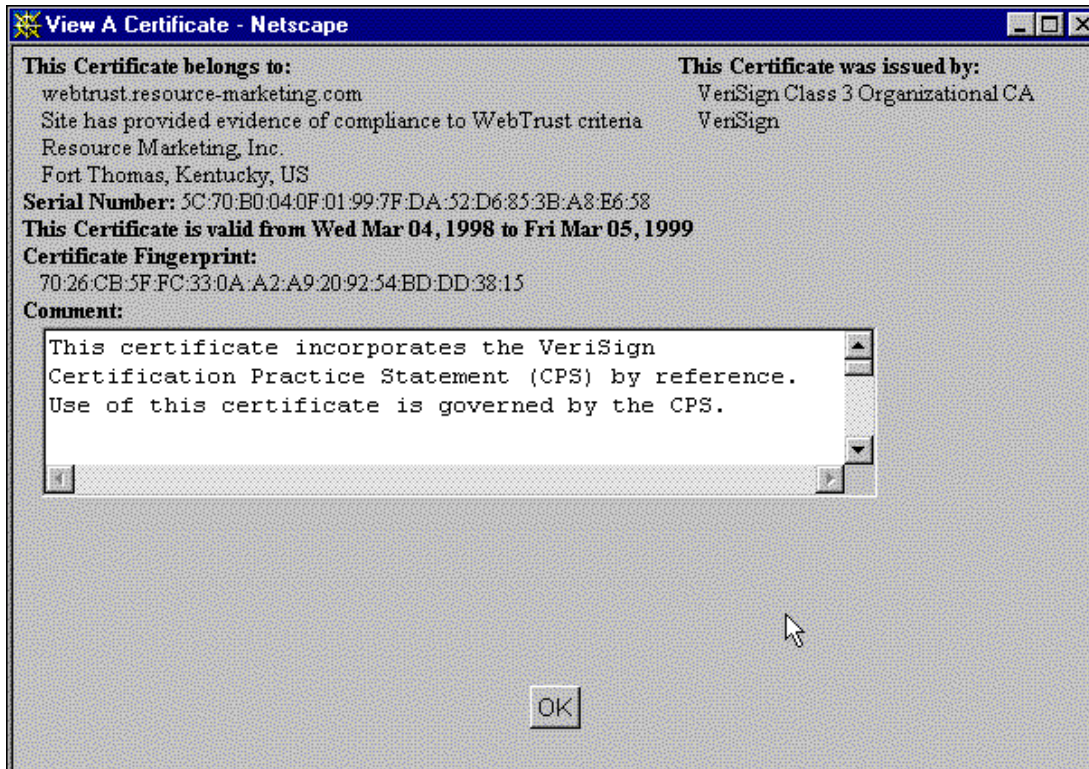 View A Certificate - Netscape
This Certificate belongs to:
webtrust.resource-marketing.com
Site has provided evidence of compliance to WebTrust criteria
Resource Marketing, Inc.
Fort Thomas, Kentucky, US
This Certificate was issued by:
VeriSign Class 3 Organizational CA
VeriSign
Serial Number: 5C:70:B0:04:0F:01:99:7F:DA:52:D6:85:3B:A8:E6:58
This Certificate is valid from Wed Mar 04, 1998 to Fri Mar 05, 1999
Certificate Fingerprint:
70:26:CB:5F:FC:33:0A:A2:A9:20:92:54:BD:DD:38:15
Comment:
This certificate incorporates the VeriSign
Certification Practice Statement (CPS) by reference.
Use of this certificate is governed by the CPS.
OK